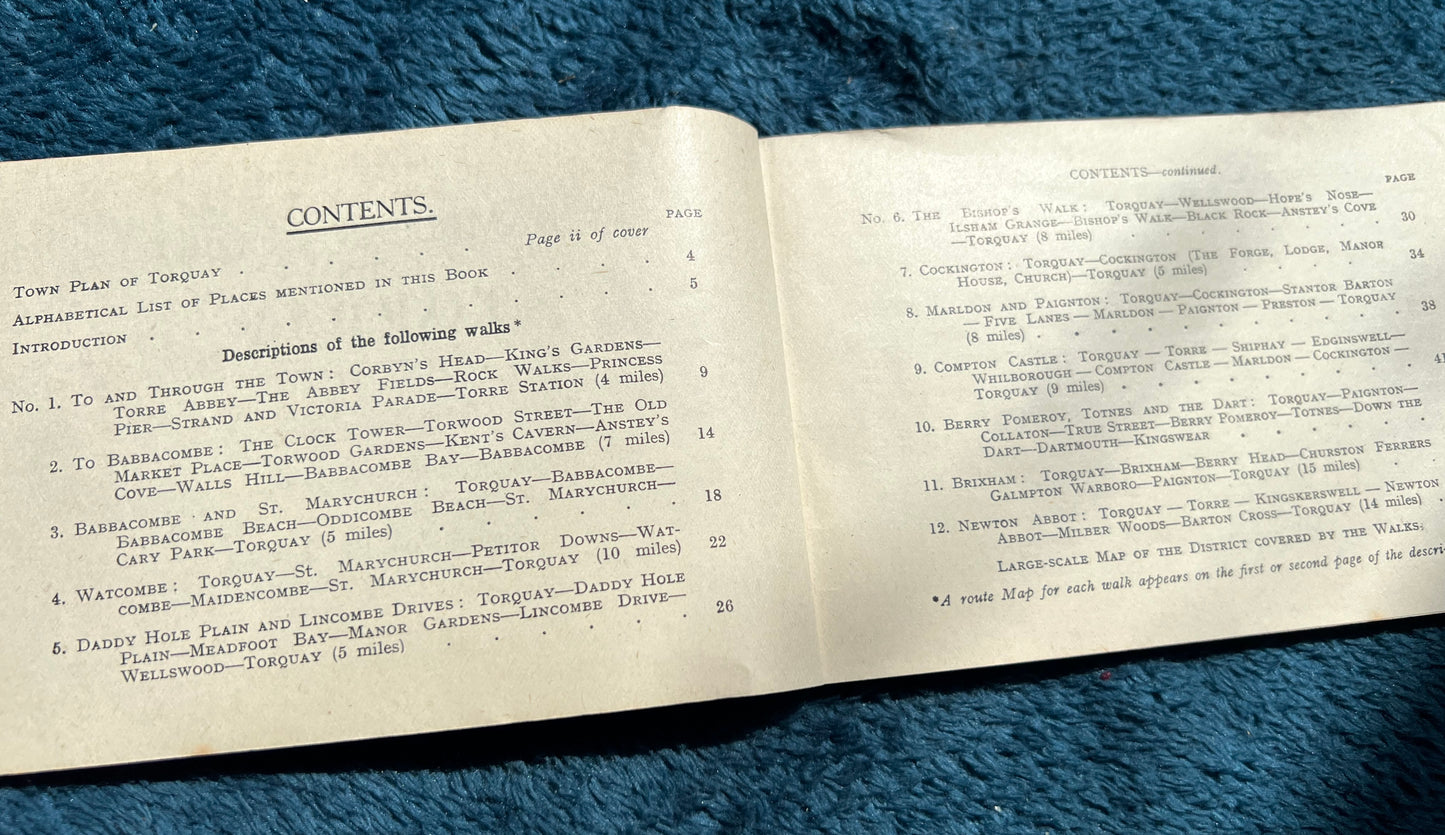 CONTENTS.
PAGE
TOWN PLAN OF TORQUAY . . . . . Page ii of cover
ALPHABETICAL LIST OF PLACES MENTIONED IN THIS BOOK . . . . 4
INTRODUCTION . . . . . . . . . 5
Descriptions of the following walks*
No. 1. TO AND THROUGH THE TOWN: CORBYN'S HEAD—KING'S GARDENS—
TORRE ABBEY—THE ABBEY FIELDS—ROCK WALKS—PRINCESS
PIER—STRAND AND VICTORIA PARADE—TORRE STATION (4 miles) 9
2. TO BABBACOMBE: THE CLOCK TOWER—TORWOOD STREET—THE OLD
MARKET PLACE—TORWOOD GARDENS—KENT'S CAVERN—ANSTEY'S
COVE—WALLS HILL—BABBACOMBE BAY—BABBACOMBE (7 miles) 14
3. BABBACOMBE AND ST. MARYCHURCH: TORQUAY—BABBACOMBE—
BABBACOMBE BEACH—ODDICOMBE BEACH—ST. MARYCHURCH—
CARY PARK—TORQUAY (5 miles) . . . . . . 18
4. WATCOMBE: TORQUAY—ST. MARYCHURCH—PETITOR DOWNS—WAT-
COMBE—MAIDENCOMBE—ST. MARYCHURCH—TORQUAY (10 miles) 22
5. DADDY HOLE PLAIN AND LINCOMBE DRIVES: TORQUAY—DADDY HOLE
PLAIN—MEADFOOT BAY—MANOR GARDENS—LINCOMBE DRIVE—
WELLSWOOD—TORQUAY (5 miles) . . . . . . 26
CONTENTS—continued.
PAGE
No. 6. THE BISHOP'S WALK: TORQUAY—WELLSWOOD—HOPE'S NOSE—
ILSHAM GRANGE—BISHOP'S WALK—BLACK ROCK—ANSTEY'S COVE
—TORQUAY (8 miles) . . . . . . . 30
7. COCKINGTON: TORQUAY—COCKINGTON (THE FORGE, LODGE, MANOR
HOUSE, CHURCH)—TORQUAY (5 miles) . . . . . 34
8. MARLDON AND PAIGNTON: TORQUAY—COCKINGTON—STANTOR BARTON
— FIVE LANES — MARLDON — PAIGNTON — PRESTON — TORQUAY
(8 miles) . . . . . . . . . . 38
9. COMPTON CASTLE: TORQUAY — TORRE — SHIPHAY — EDGINSWELL—
WHILBOROUGH — COMPTON CASTLE — MARLDON — COCKINGTON —
TORQUAY (9 miles) . . . . . . . . 41
10. BERRY POMEROY, TOTNES AND THE DART: TORQUAY—PAIGNTON—
COLLATON—TRUE STREET—BERRY POMEROY—TOTNES—DOWN THE
DART—DARTMOUTH—KINGSWEAR . . . . .
11. BRIXHAM: TORQUAY—BRIXHAM—BERRY HEAD—CHURSTON FERRERS
GALMPTON WARBORO—PAIGNTON—TORQUAY (15 miles) . .
12. NEWTON ABBOT: TORQUAY — TORRE — KINGSKERSWELL — NEWTON
ABBOT—MILBER WOODS—BARTON CROSS—TORQUAY (14 miles) .
LARGE-SCALE MAP OF THE DISTRICT COVERED BY THE WALKS.
*A route Map for each walk appears on the first or second page of the descri-